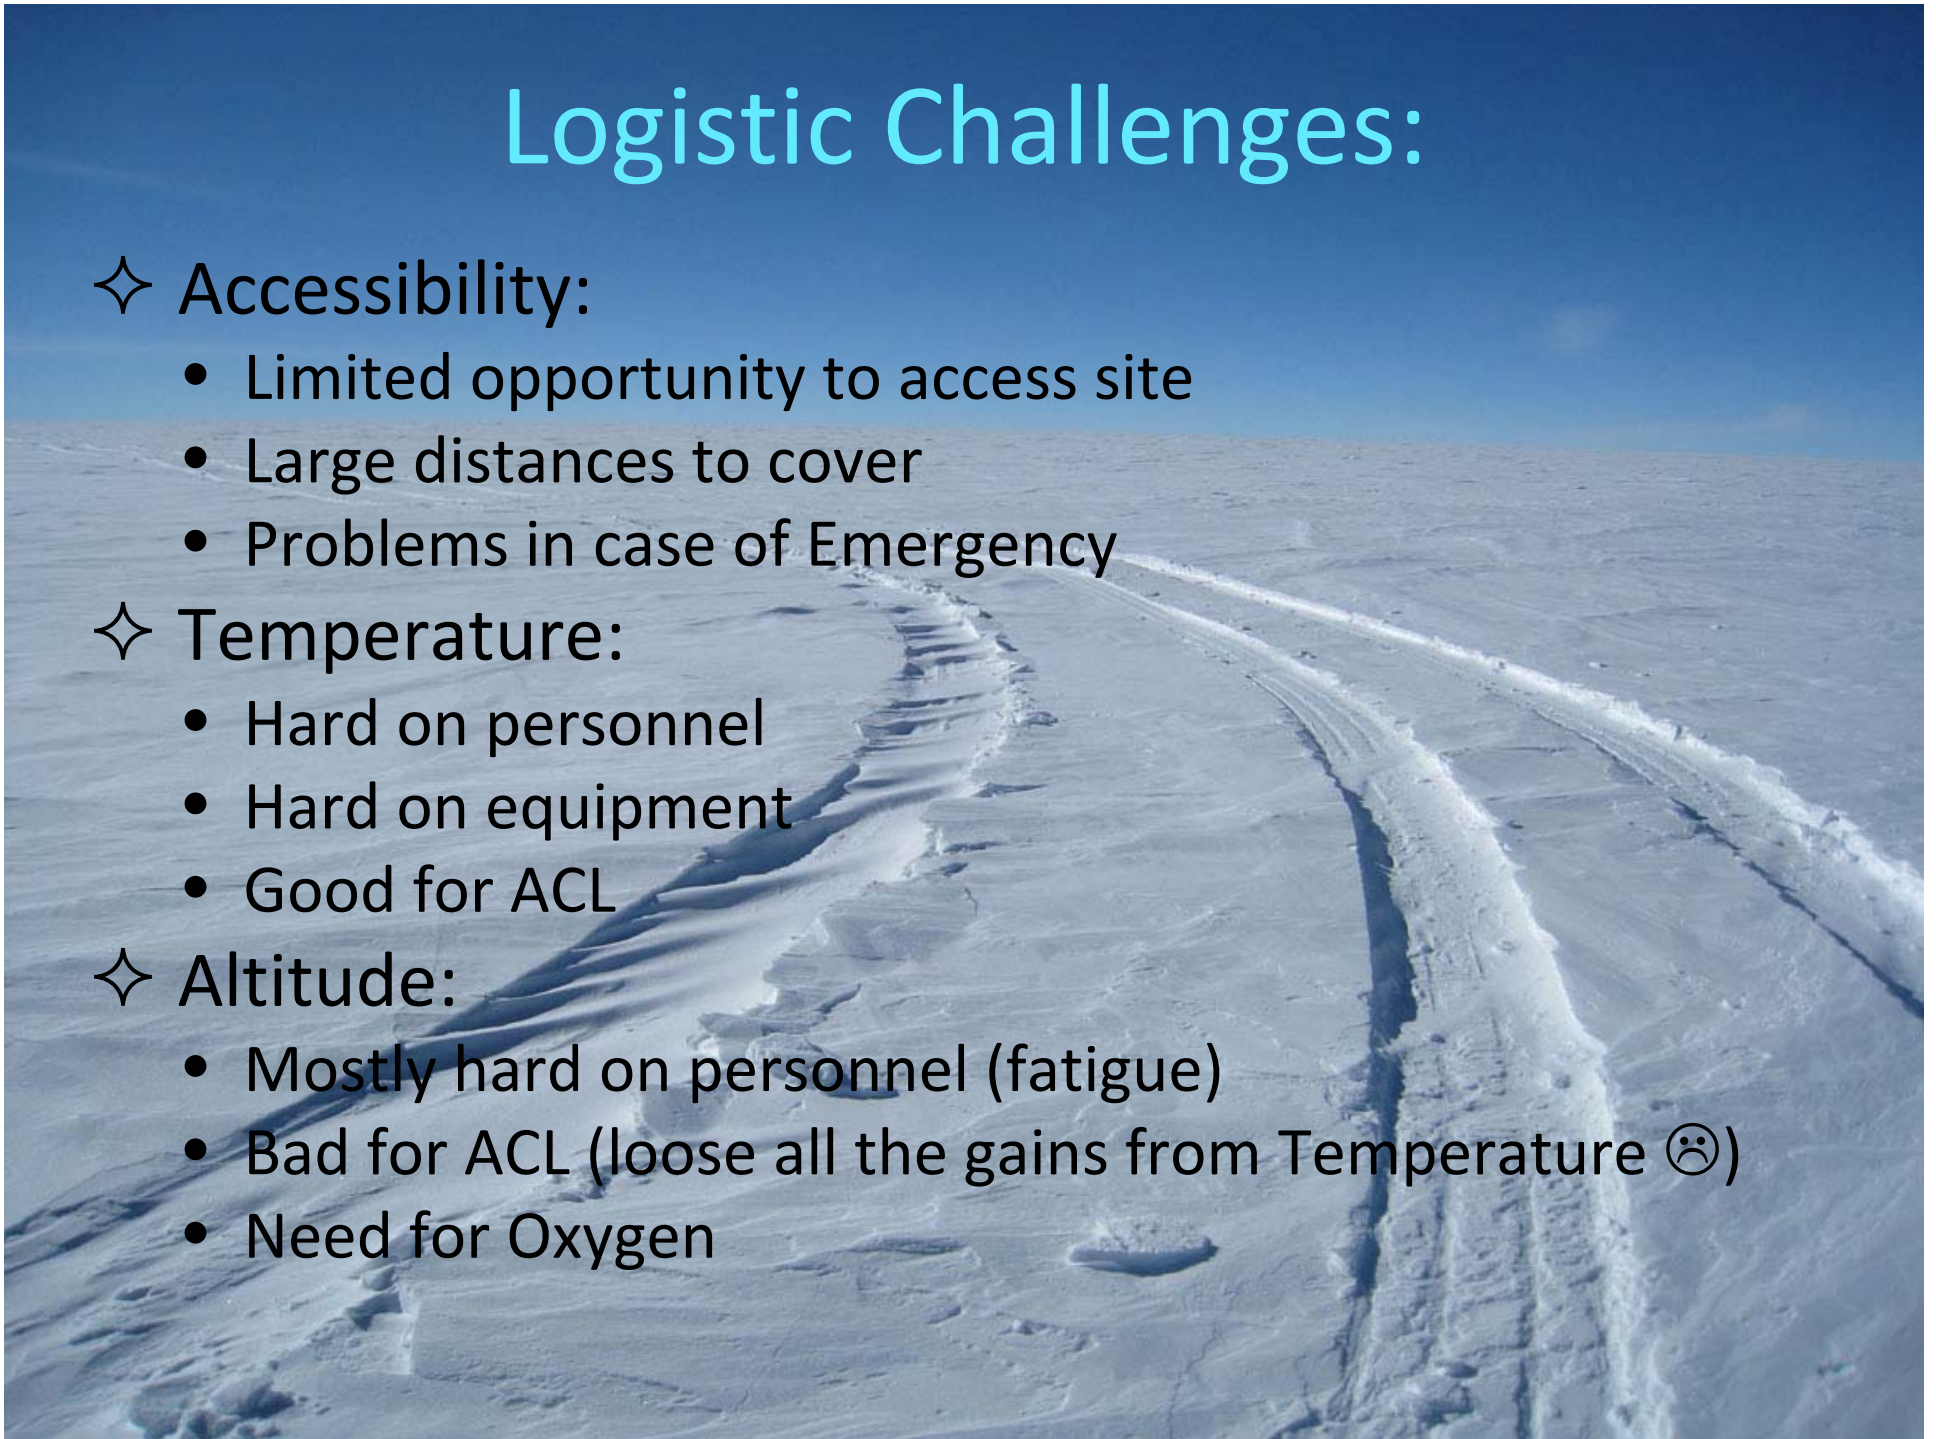 Logistic Challenges:
✧ Accessibility:
• Limited opportunity to access site
• Large distances to cover
• Problems in case of Emergency
✧ Temperature:
• Hard on personnel
• Hard on equipment
• Good for ACL
✧ Altitude:
• Mostly hard on personnel (fatigue)
• Bad for ACL (loose all the gains from Temperature ☹)
• Need for Oxygen